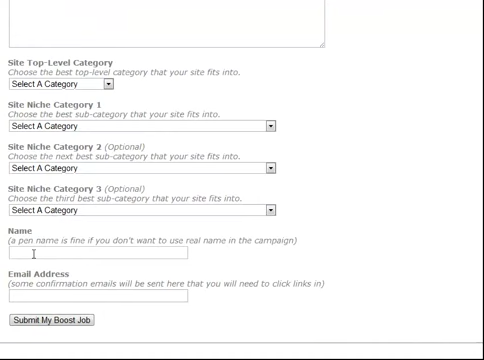 Site Top-Level Category
Choose the best top-level category that your site fits into.
Select A Category
Site Niche Category 1
Choose the best sub-category that your site fits into.
Select A Category
Site Niche Category 2 (Optional)
Choose the next best sub-category that your site fits into.
Select A Category
Site Niche Category 3 (Optional)
Choose the third best sub-category that your site fits into.
Select A Category
Name
(a pen name is fine if you don't want to use real name in the campaign)
Email Address
(some confirmation emails will be sent here that you will need to click links in)
Submit My Boost Job